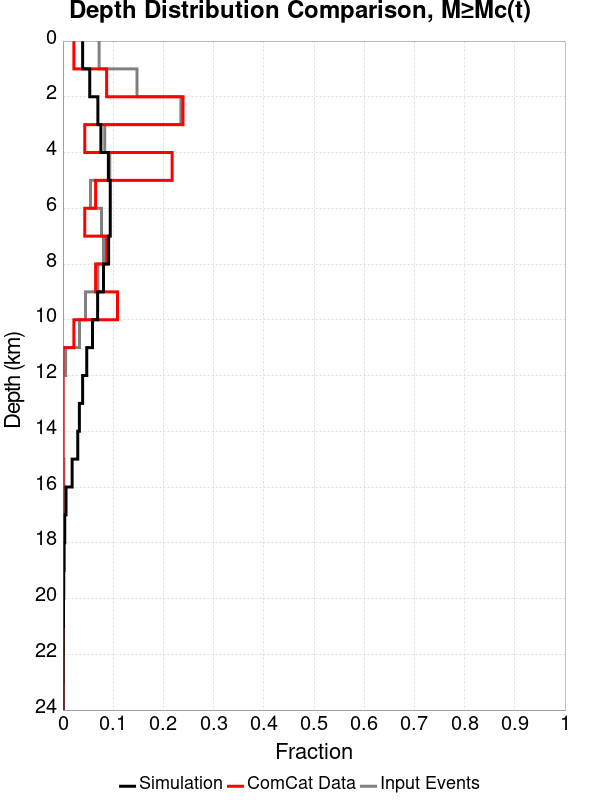 Depth Distribution Comparison, M≥Mc(t)
0
2
4
6
8
10
12
14
16
18
20
22
24
Depth (km)
0 0.1 0.2 0.3 0.4 0.5 0.6 0.7 0.8 0.9 1
Fraction
Simulation ComCat Data Input Events